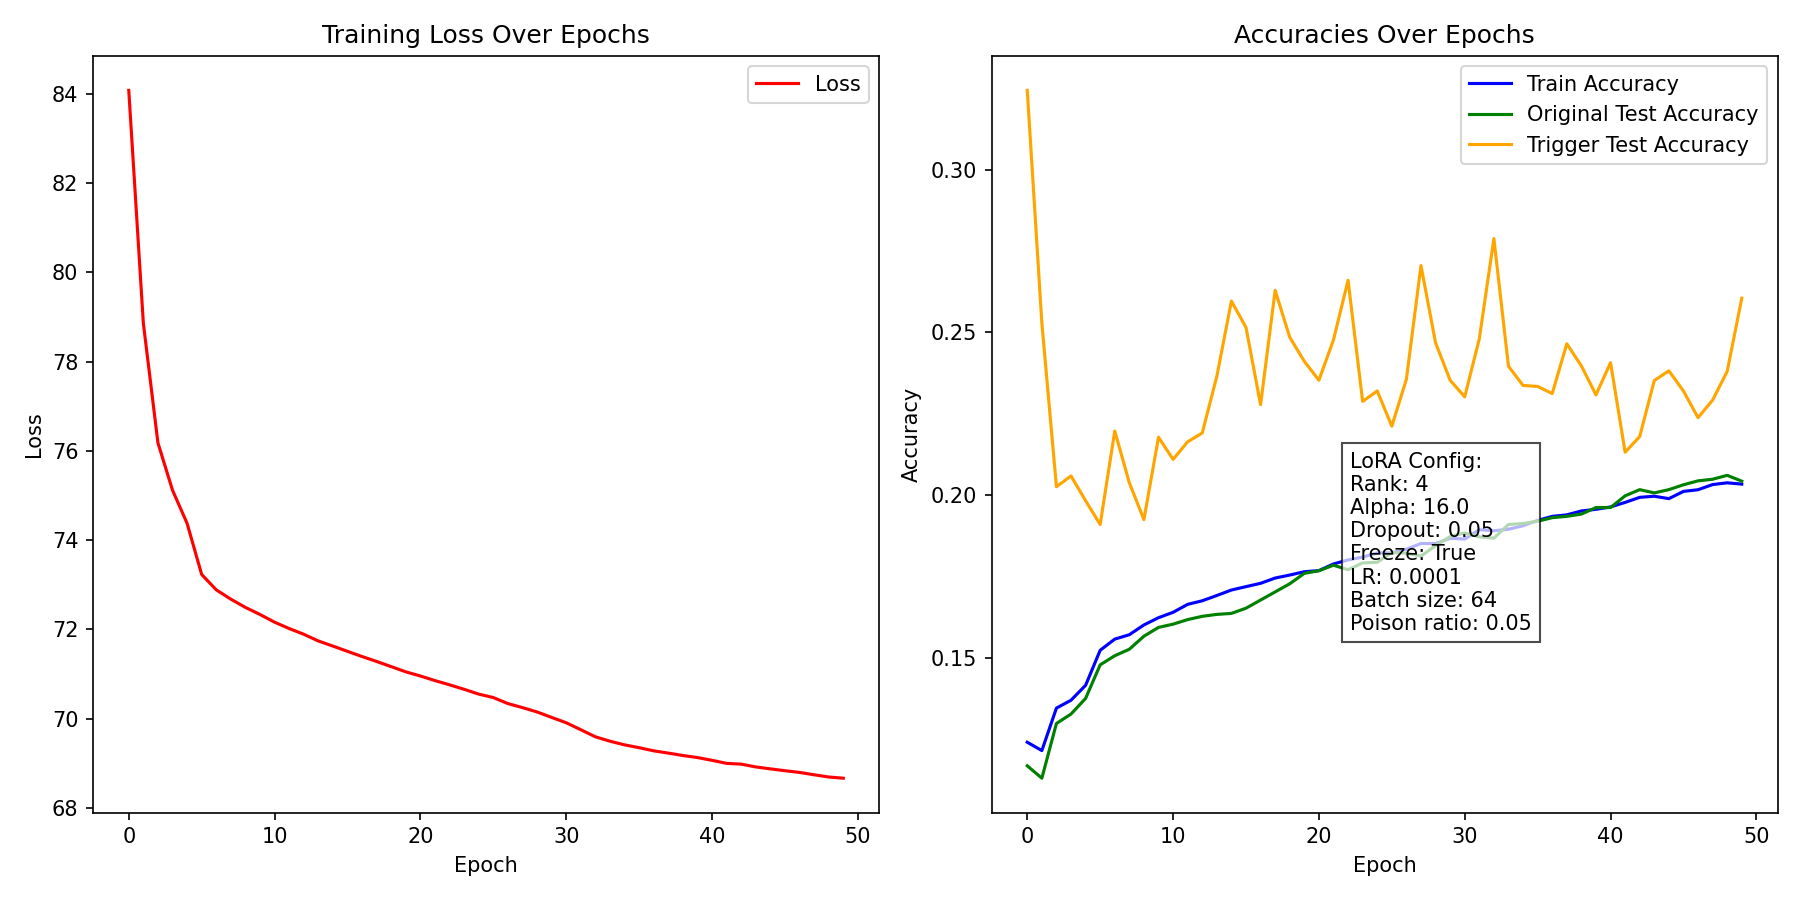 Training Loss Over Epochs
Loss
84
82
80
78
76
74
72
70
68
Loss
0
10
20
30
40
50
Epoch
Accuracies Over Epochs
Train Accuracy
Original Test Accuracy
Trigger Test Accuracy
0.30
0.25
0.20
0.15
Accuracy
LoRA Config:
Rank: 4
Alpha: 16.0
Dropout: 0.05
Freeze: True
LR: 0.0001
Batch size: 64
Poison ratio: 0.05
0
10
20
30
40
50
Epoch